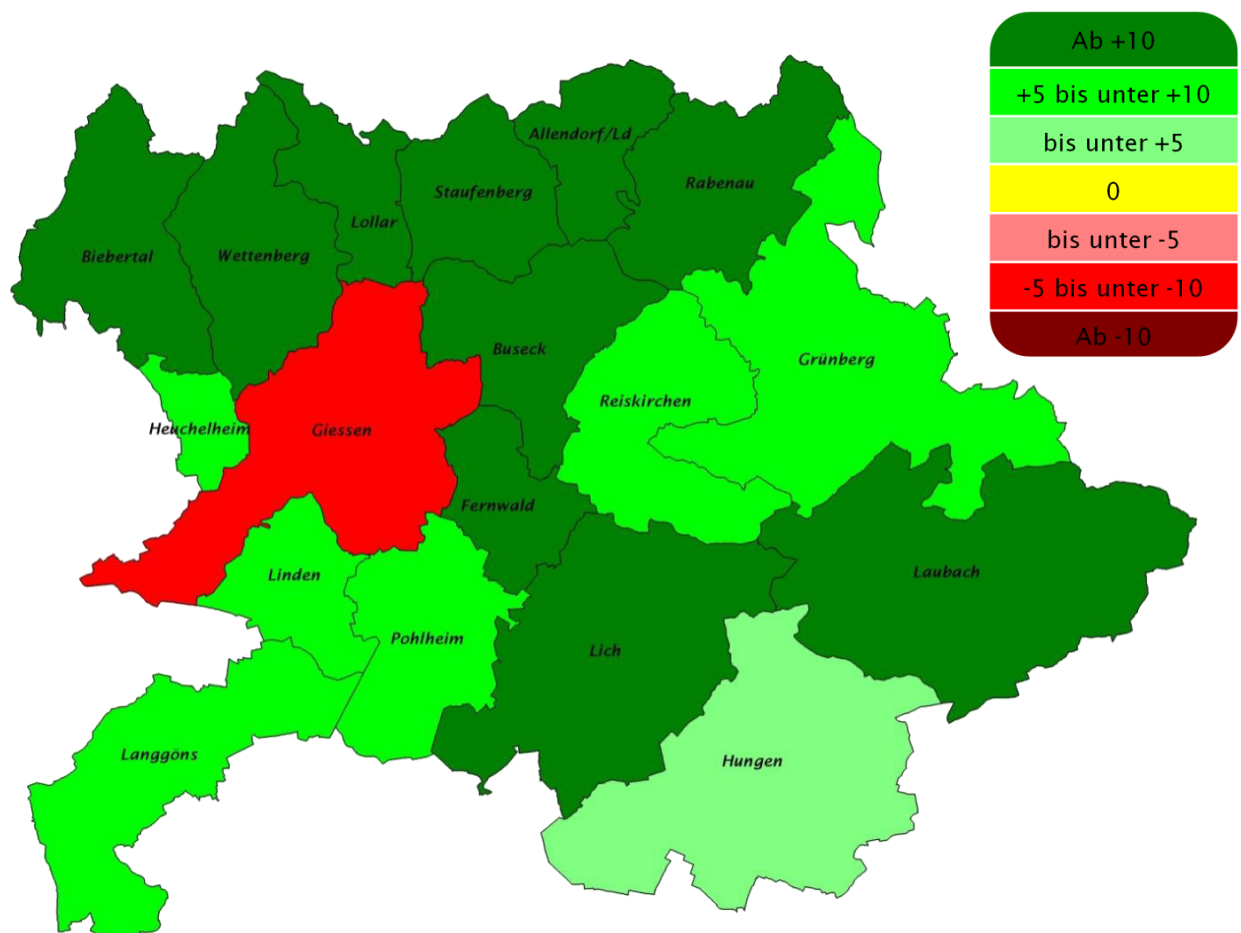 Ab +10
+5 bis unter +10
bis unter +5
0
bis unter -5
-5 bis unter -10
Ab -10
Allendorf/Ld
Rabenau
Staufenberg
Lollar
Biebertal
Wettenberg
Buseck
Grünberg
Reiskirchen
Heuchelheim
Giessen
Fernwald
Linden
Laubach
Pohlheim
Lich
Langgöns
Hungen